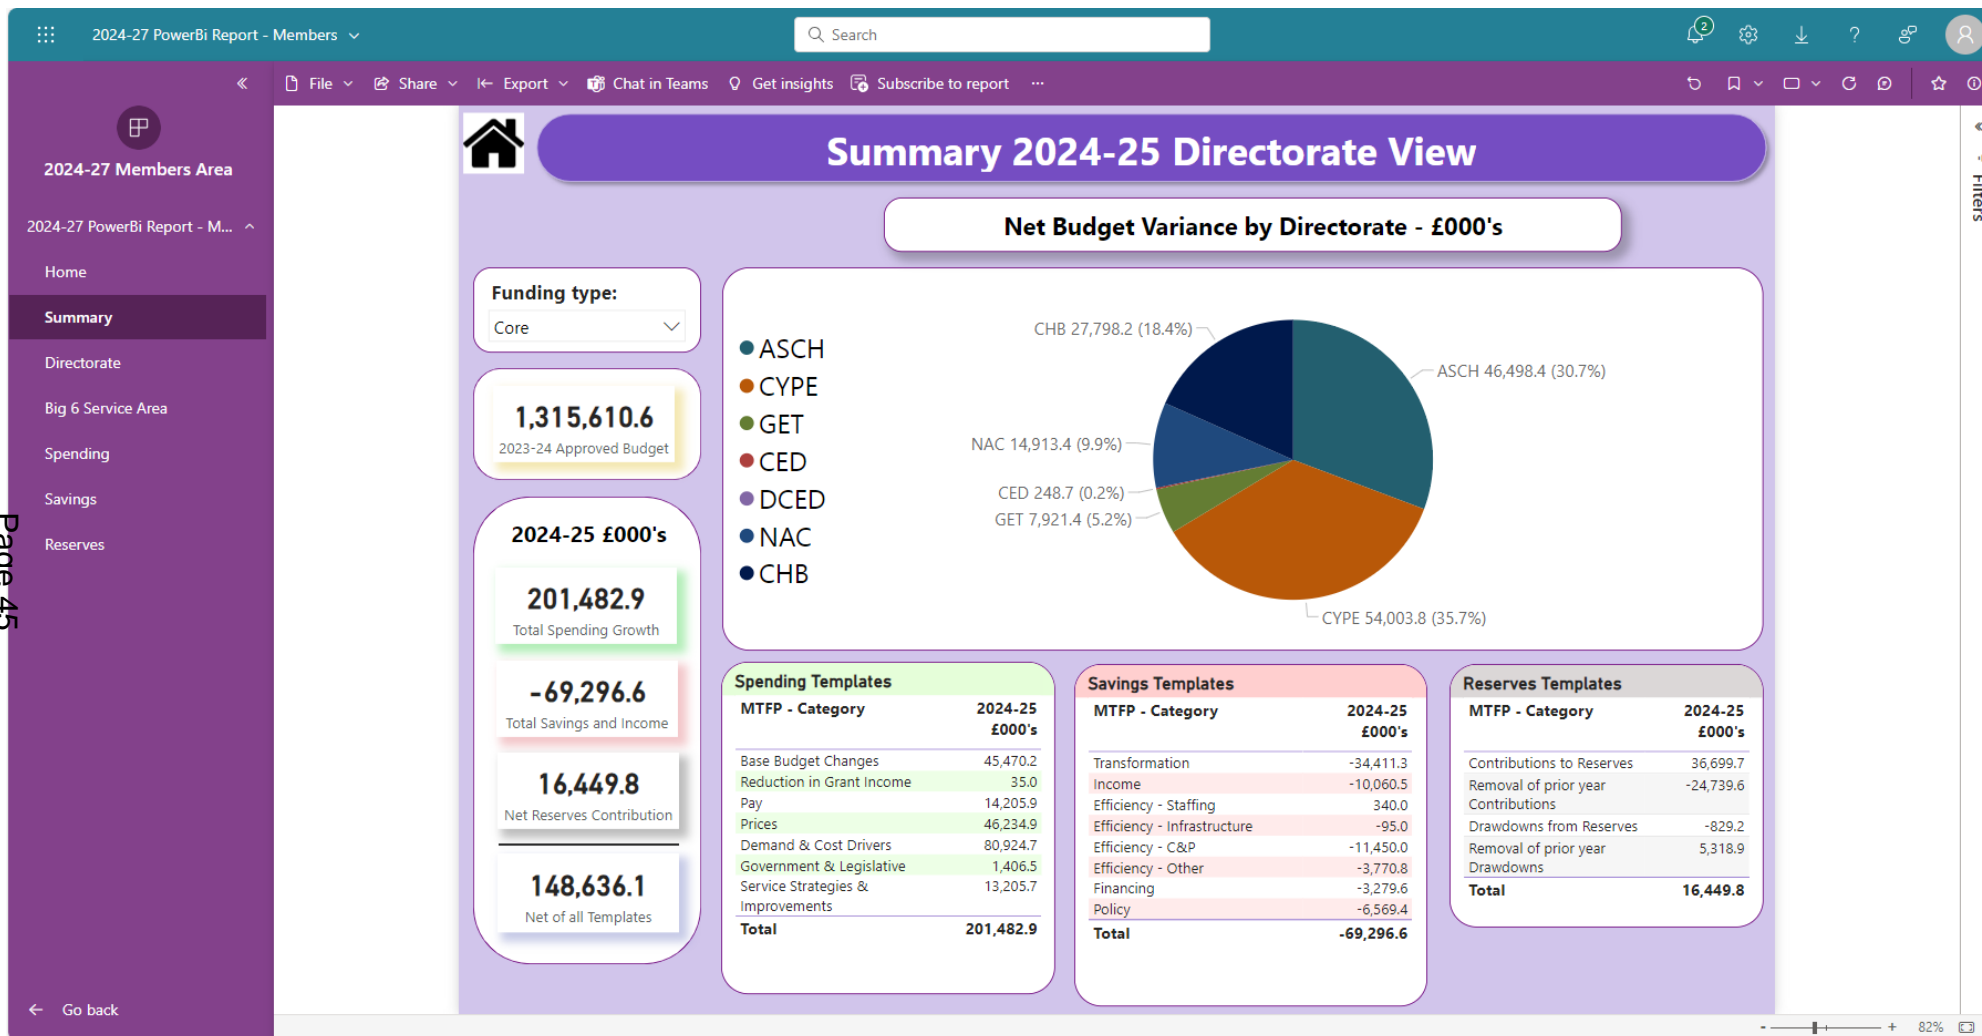 2024-27 PowerBi Report - Members
Search
2
File
Share
Export
Chat in Teams
Get insights
Subscribe to report
2024-27 Members Area
2024-27 PowerBi Report - M...
Home
Summary
Directorate
Big 6 Service Area
Spending
Savings
Reserves
Go back
Page 45
Summary 2024-25 Directorate View
Net Budget Variance by Directorate - £000's
Funding type:
Core
1,315,610.6
2023-24 Approved Budget
2024-25 £000's
201,482.9
Total Spending Growth
-69,296.6
Total Savings and Income
16,449.8
Net Reserves Contribution
148,636.1
Net of all Templates
ASCH
CYPE
GET
CED
DCED
NAC
CHB
CHB 27,798.2 (18.4%)
ASCH 46,498.4 (30.7%)
NAC 14,913.4 (9.9%)
CED 248.7 (0.2%)
GET 7,921.4 (5.2%)
CYPE 54,003.8 (35.7%)
Spending Templates
MTFP - Category 2024-25
£000's
Base Budget Changes 45,470.2
Reduction in Grant Income 35.0
Pay 14,205.9
Prices 46,234.9
Demand & Cost Drivers 80,924.7
Government & Legislative 1,406.5
Service Strategies & 13,205.7
Improvements
Total 201,482.9
Savings Templates
MTFP - Category 2024-25
£000's
Transformation -34,411.3
Income -10,060.5
Efficiency - Staffing 340.0
Efficiency - Infrastructure -95.0
Efficiency - C&P -11,450.0
Efficiency - Other -3,770.8
Financing -3,279.6
Policy -6,569.4
Total -69,296.6
Reserves Templates
MTFP - Category 2024-25
£000's
Contributions to Reserves 36,699.7
Removal of prior year -24,739.6
Contributions
Drawdowns from Reserves -829.2
Removal of prior year 5,318.9
Drawdowns
Total 16,449.8
Filters
82%